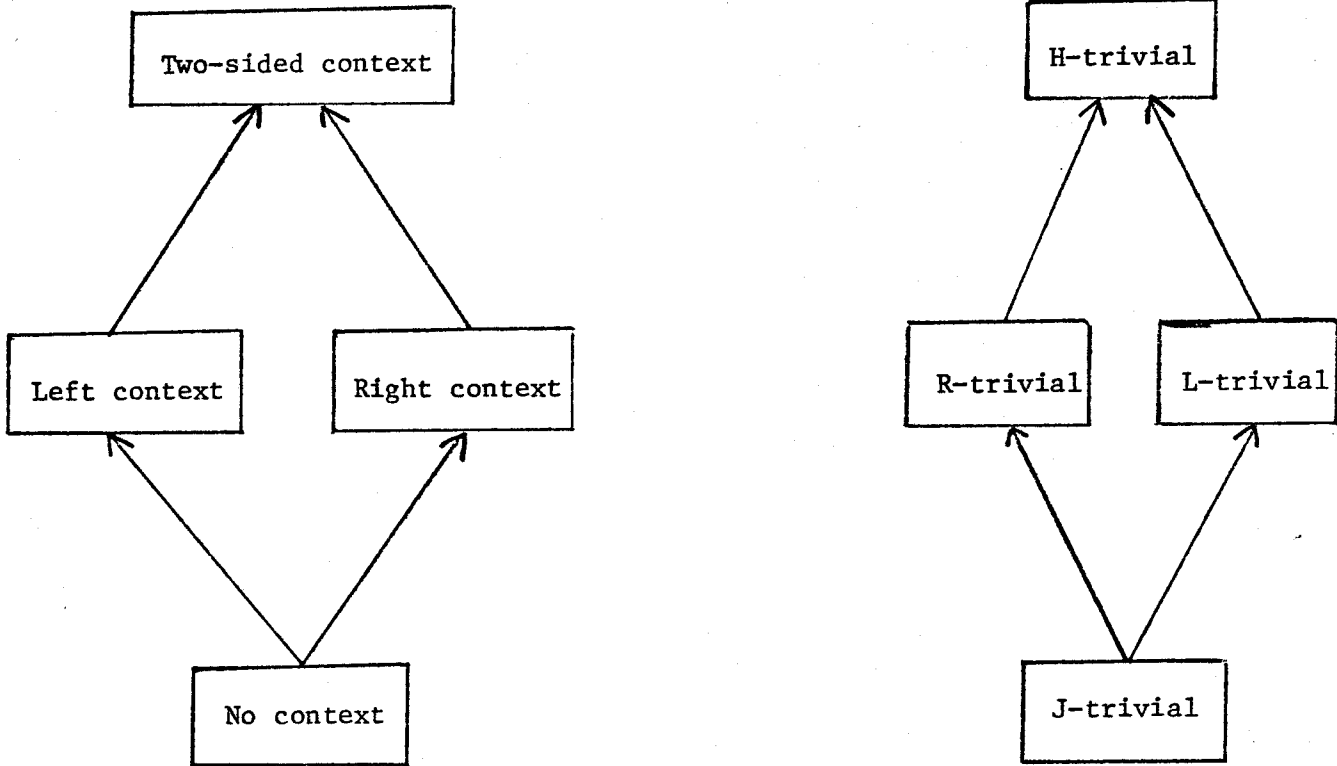 Two-sided context
H-trivial
Left context
Right context
R-trivial
L-trivial
No context
J-trivial